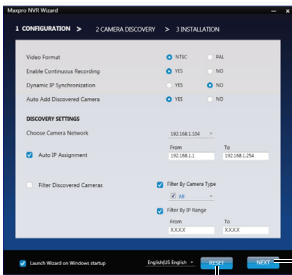 Maxpro NVR Wizard
1 CONFIGURATION > 2 CAMERA DISCOVERY > 3 INSTALLATION
Video Format NTSC PAL
Enable Continuous Recording YES NO
Dynamic IP Synchronization YES NO
Auto Add Discovered Camera YES NO
DISCOVERY SETTINGS
Choose Camera Network 192.168.1.104
From To
Auto IP Assignment 192.168.1.1 192.168.1.254
Filter Discovered Cameras Filter By Camera Type
All
Filter By IP Range
From To
X.X.X.X X.X.X.X
Launch Wizard on Windows startup English(US English RESET NEXT